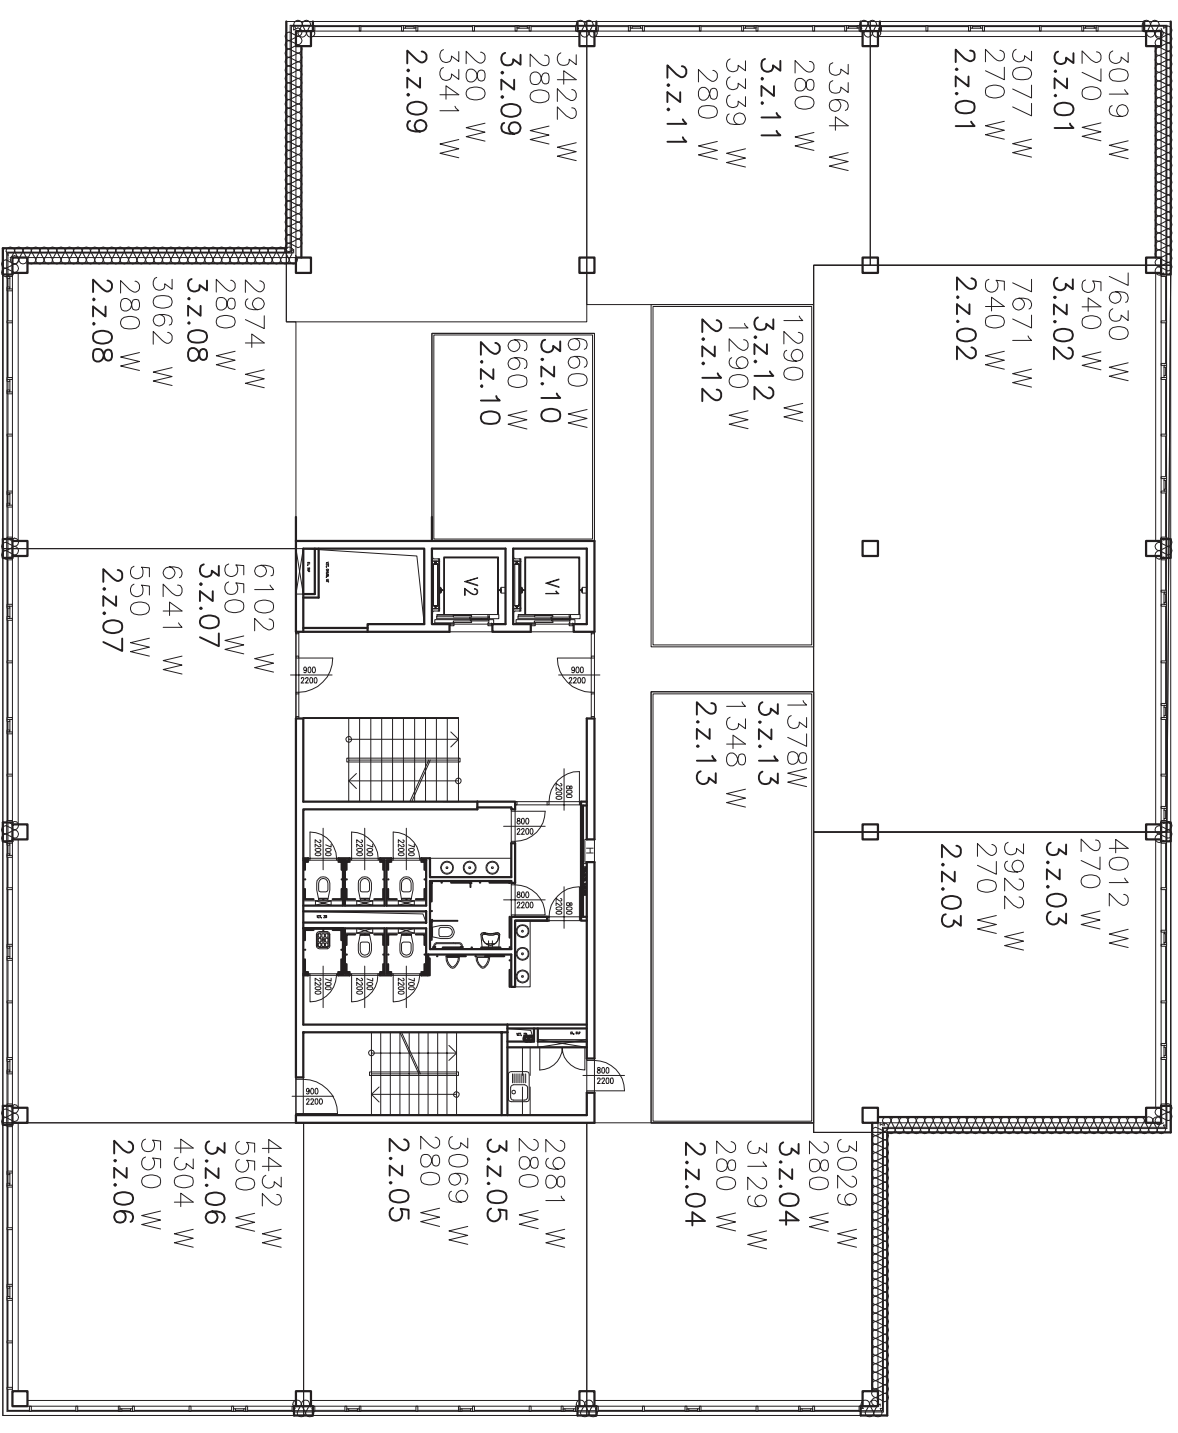 3019 W
270 W
3.z.01
3077 W
270 W
2.z.01
7630 W
540 W
3.z.02
7671 W
540 W
2.z.02
4012 W
270 W
3.z.03
3922 W
270 W
2.z.03
3364 W
280 W
3.z.11
3339 W
280 W
2.z.11
1290 W
3.z.12
1290 W
2.z.12
1378W
3.z.13
1348 W
2.z.13
3029 W
280 W
3.z.04
3129 W
280 W
2.z.04
3422 W
280 W
3.z.09
280 W
3341 W
2.z.09
660 W
3.z.10
660 W
2.z.10
V1
V2
900
2200
900
2200
800
2200
800
2200
H
700
2200
700
2200
700
2200
800
2200
800
2200
700
2200
700
2200
700
2200
800
2200
900
2200
2981 W
280 W
3.z.05
3069 W
280 W
2.z.05
2974 W
280 W
3.z.08
3062 W
280 W
2.z.08
6102 W
550 W
3.z.07
6241 W
550 W
2.z.07
4432 W
550 W
3.z.06
4304 W
550 W
2.z.06